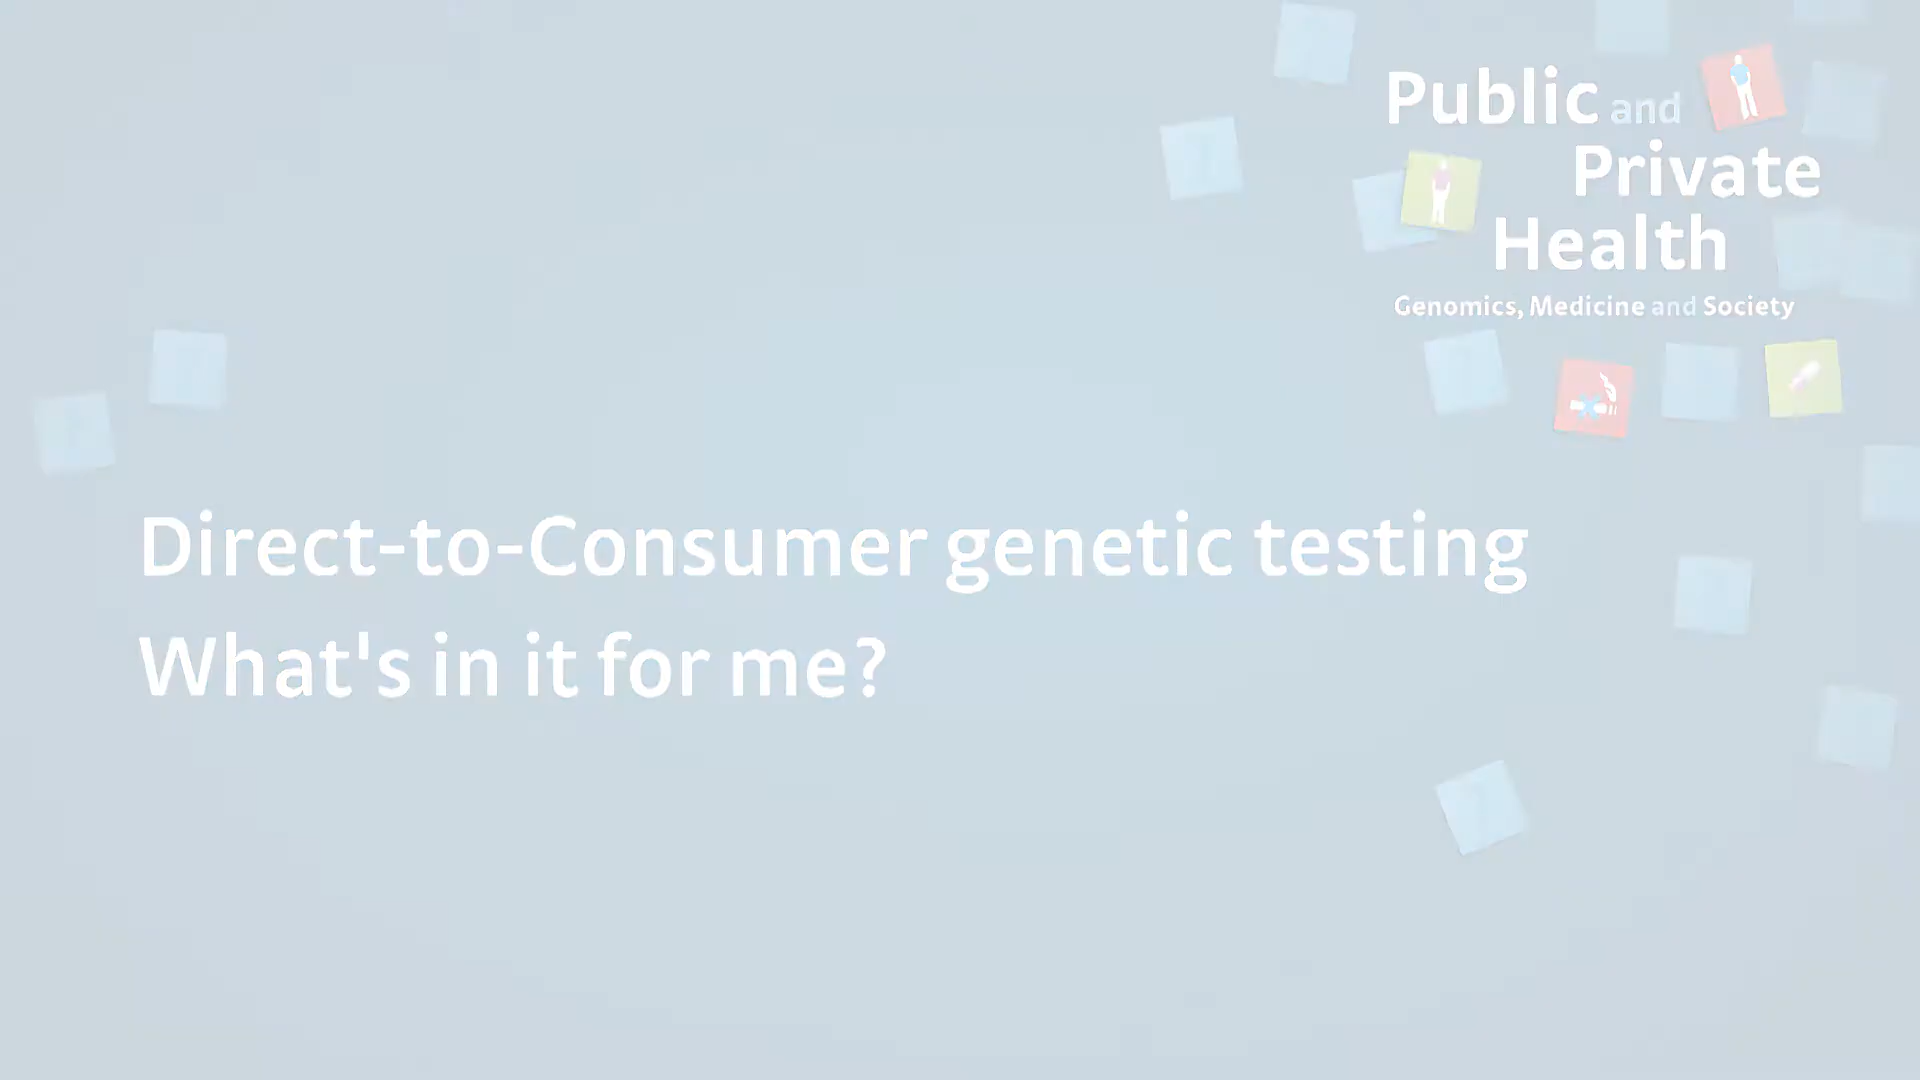 Public and
Private
Health
Genomics, Medicine and Society
Direct-to-Consumer genetic testing
What's in it for me?